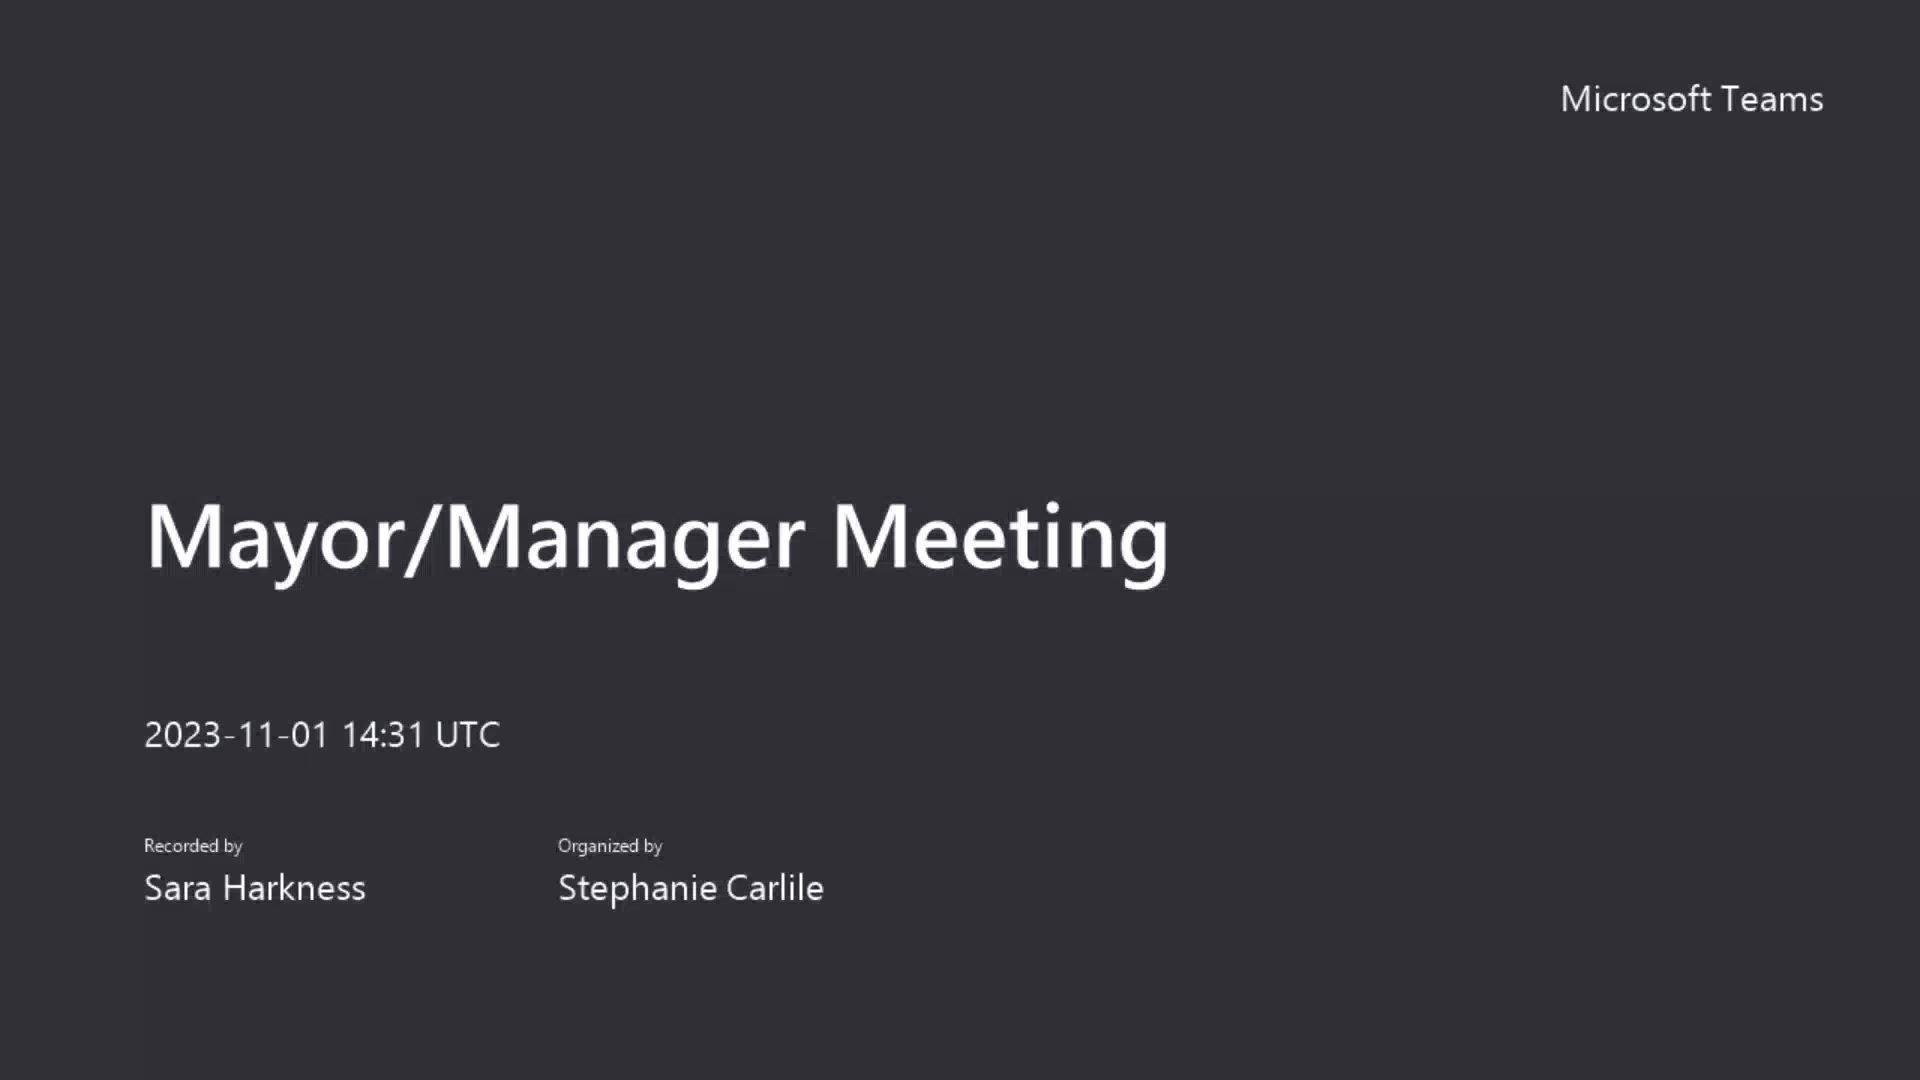 Microsoft Teams
Mayor/Manager Meeting
2023-11-01 14:31 UTC
Recorded by
Sara Harkness
Organized by
Stephanie Carlile